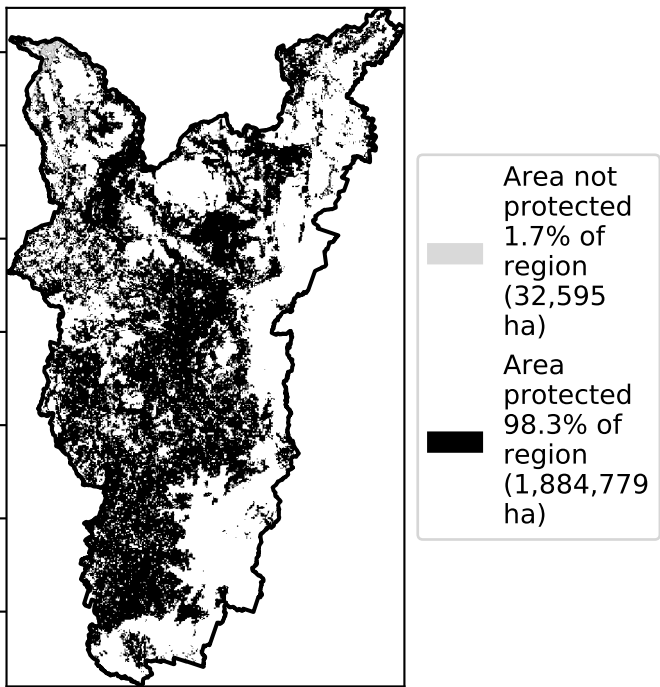 Area not
protected
1.7% of
region
(32,595
ha)
Area
protected
98.3% of
region
(1,884,779
ha)